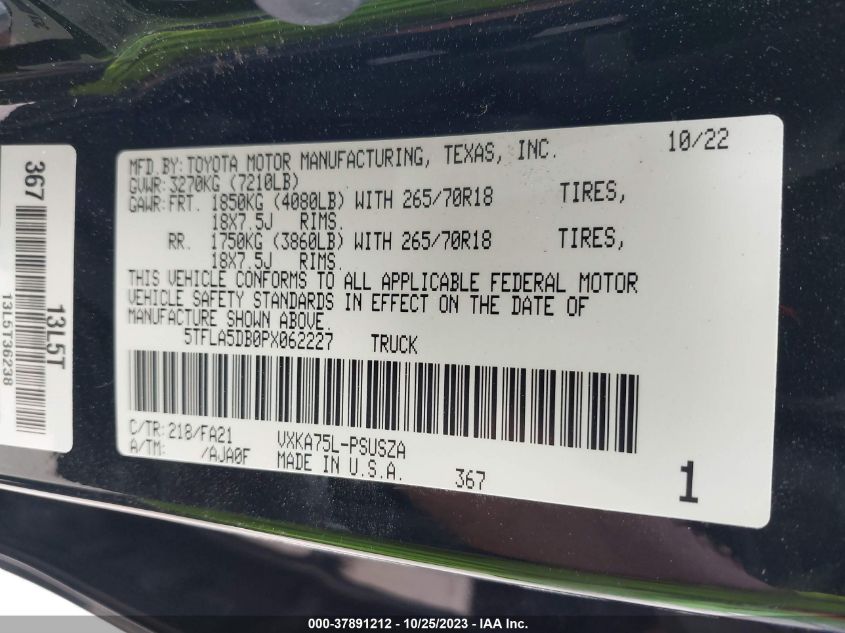 MFD.BY:TOYOTA MOTOR MANUFACTURING, TEXAS, INC. 10/22
GVWR:3270KG (7210LB)
GAWR:FRT. 1850KG (4080LB) WITH 265/70R18 TIRES,
18X7.5J RIMS.
RR. 1750KG (3860LB) WITH 265/70R18 TIRES,
18X7.5J RIMS.
THIS VEHICLE CONFORMS TO ALL APPLICABLE FEDERAL MOTOR
VEHICLE SAFETY STANDARDS IN EFFECT ON THE DATE OF
MANUFACTURE SHOWN ABOVE.
5TFLA5DB0PX062227 TRUCK
C/TR:218/FA21 VXKA75L-PSUSZA
A/TM: /AJA0F MADE IN U.S.A. 367 1
367
13L5T
13L5T36238
000-37891212 - 10/25/2023 - IAA Inc.